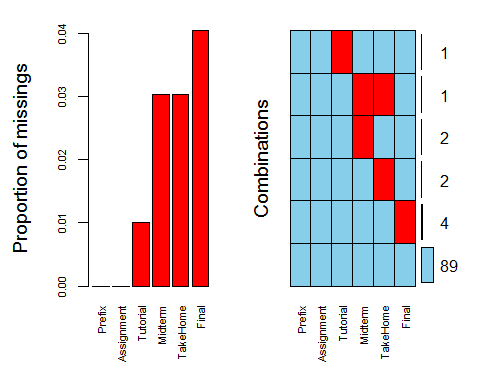 Proportion of missings
0.04
0.03
0.02
0.01
0.00
Prefix
Assignment
Tutorial
Midterm
TakeHome
Final
Combinations
1
1
2
2
4
89
Prefix
Assignment
Tutorial
Midterm
TakeHome
Final